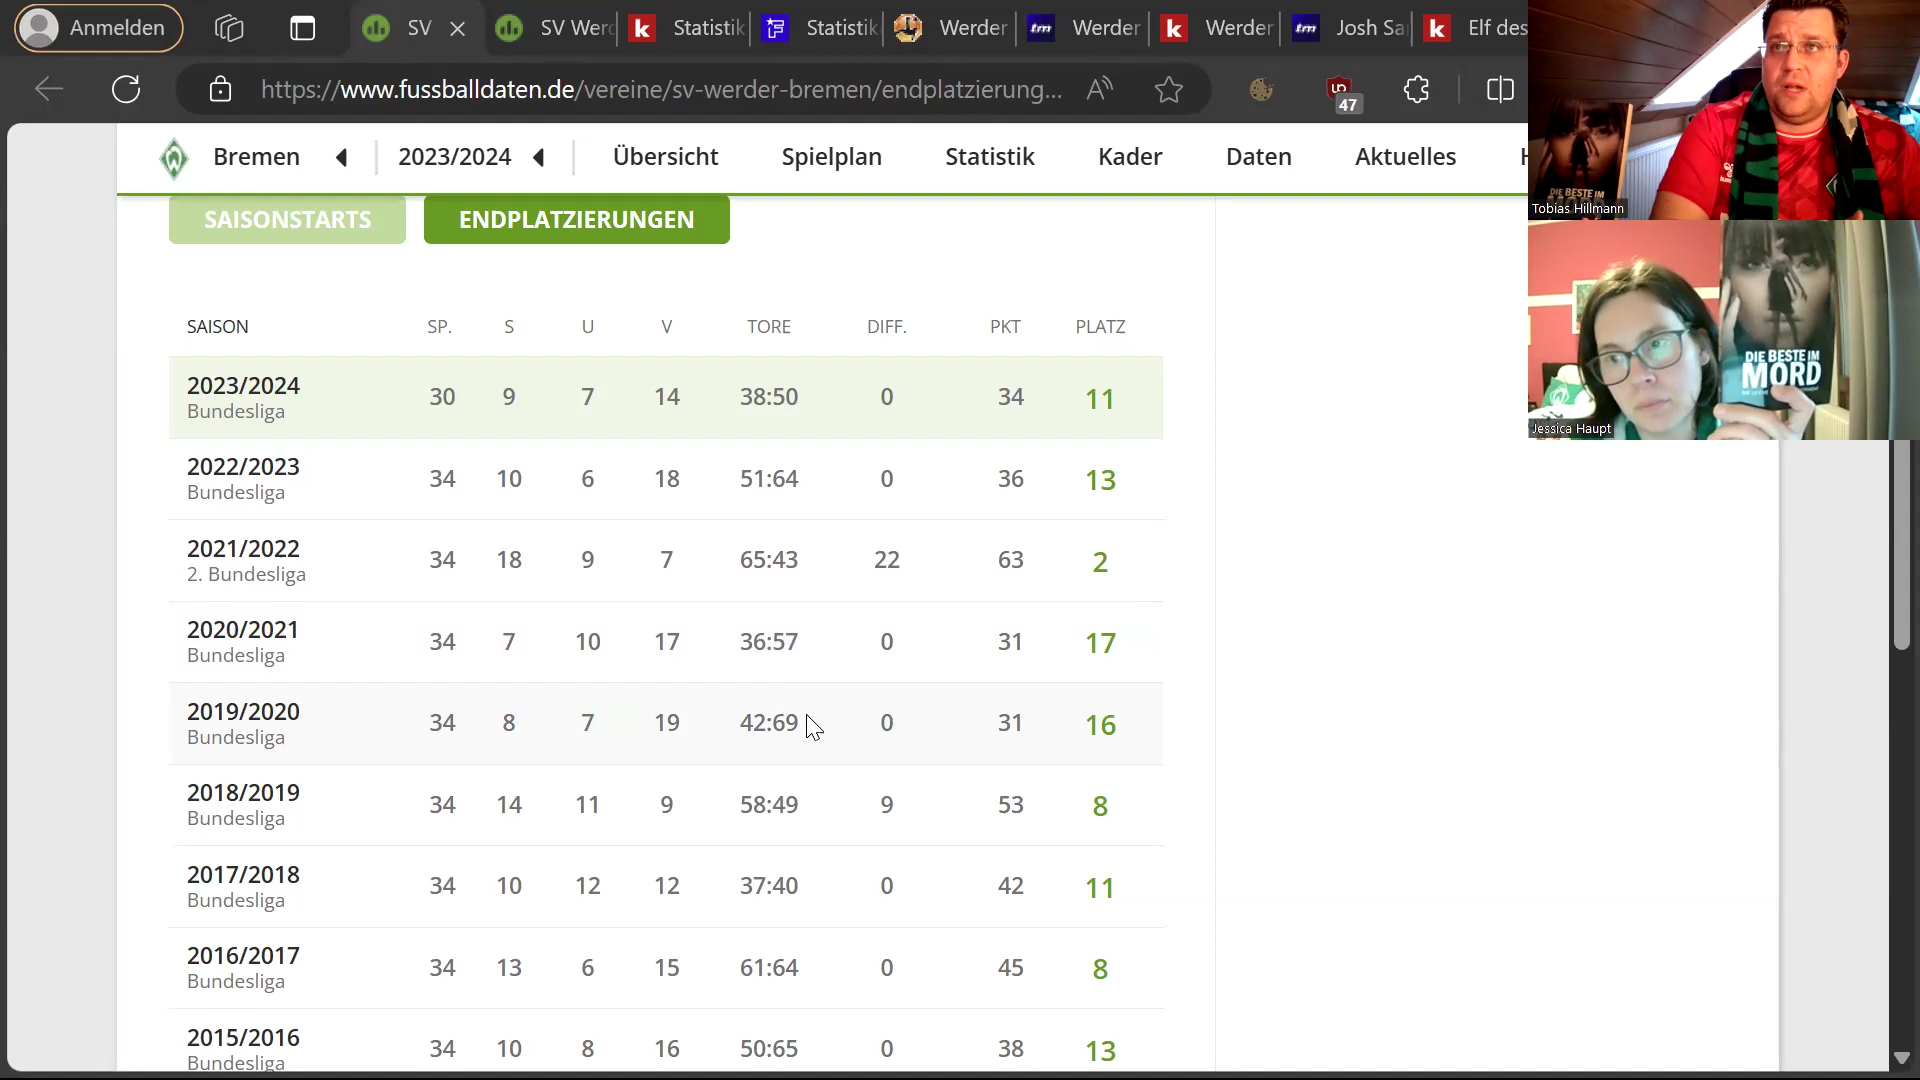 Anmelden
SV
SV Werd
Statistik
Statistik
Werder
tm
Werder
Werder
tm
Josh Sa
Elf des
https://www.fussballdaten.de/vereine/sv-werder-bremen/endplatzierung...
47
Bremen 2023/2024 Übersicht Spielplan Statistik Kader Daten Aktuelles
SAISONSTARTS ENDPLATZIERUNGEN
SAISON SP. S U V TORE DIFF. PKT PLATZ
2023/2024 30 9 7 14 38:50 0 34 11
Bundesliga
2022/2023 34 10 6 18 51:64 0 36 13
Bundesliga
2021/2022 34 18 9 7 65:43 22 63 2
2. Bundesliga
2020/2021 34 7 10 17 36:57 0 31 17
Bundesliga
2019/2020 34 8 7 19 42:69 0 31 16
Bundesliga
2018/2019 34 14 11 9 58:49 9 53 8
Bundesliga
2017/2018 34 10 12 12 37:40 0 42 11
Bundesliga
2016/2017 34 13 6 15 61:64 0 45 8
Bundesliga
2015/2016 34 10 8 16 50:65 0 38 13
Bundesliga
DIE BESTE IM
Tobias Hillmann
DIE BESTE IM
MORD
Jessica Haupt